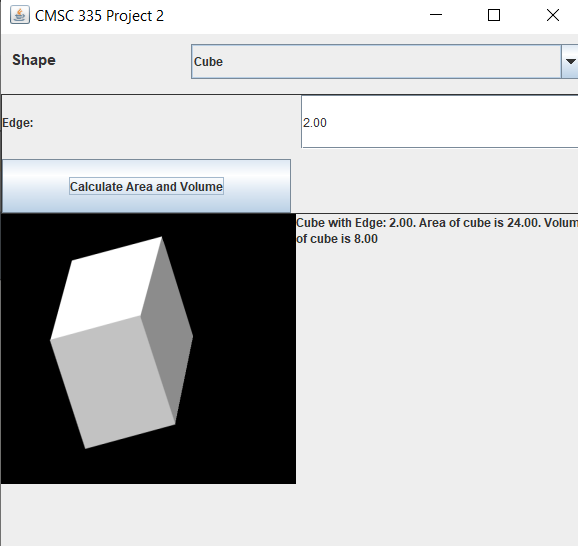 CMSC 335 Project 2
Shape
Cube
Edge:
2.00
Calculate Area and Volume
Cube with Edge: 2.00. Area of cube is 24.00. Volum
of cube is 8.00